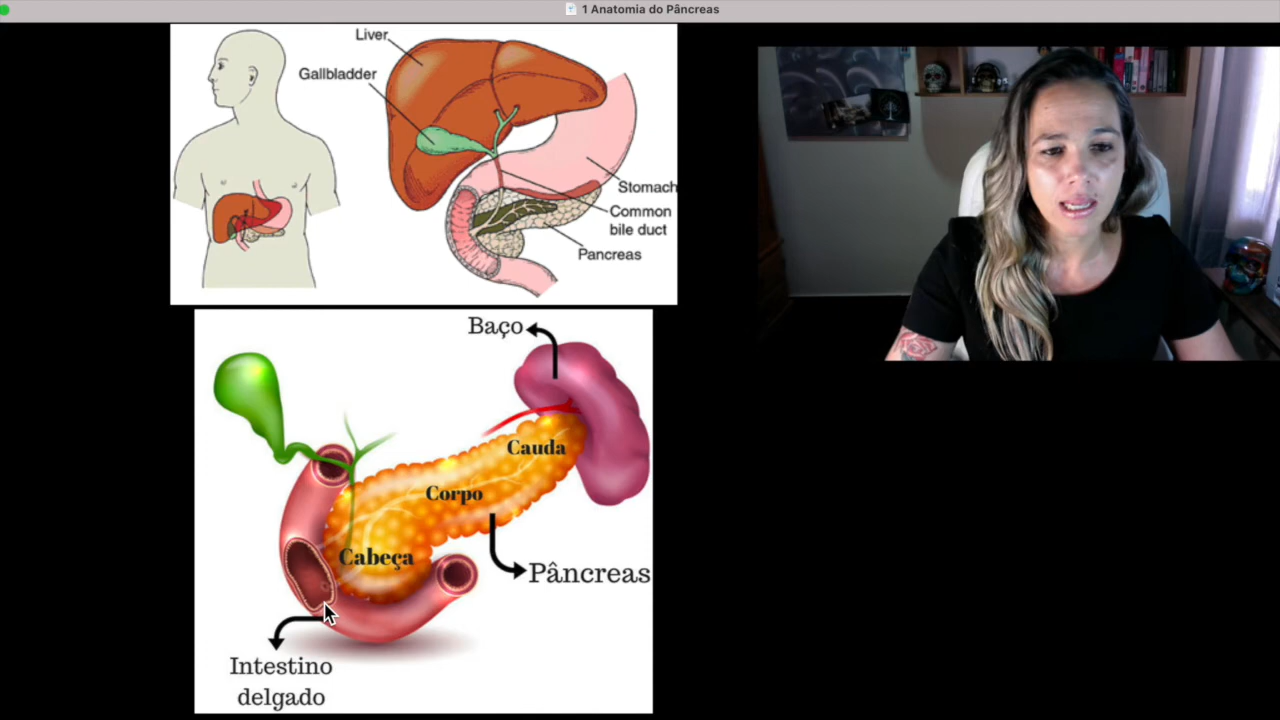 1 Anatomia do Pâncreas
Liver
Gallbladder
Stomach
Common
bile duct
Pancreas
Baço
Cauda
Corpo
Cabeça
Pâncreas
Intestino
delgado